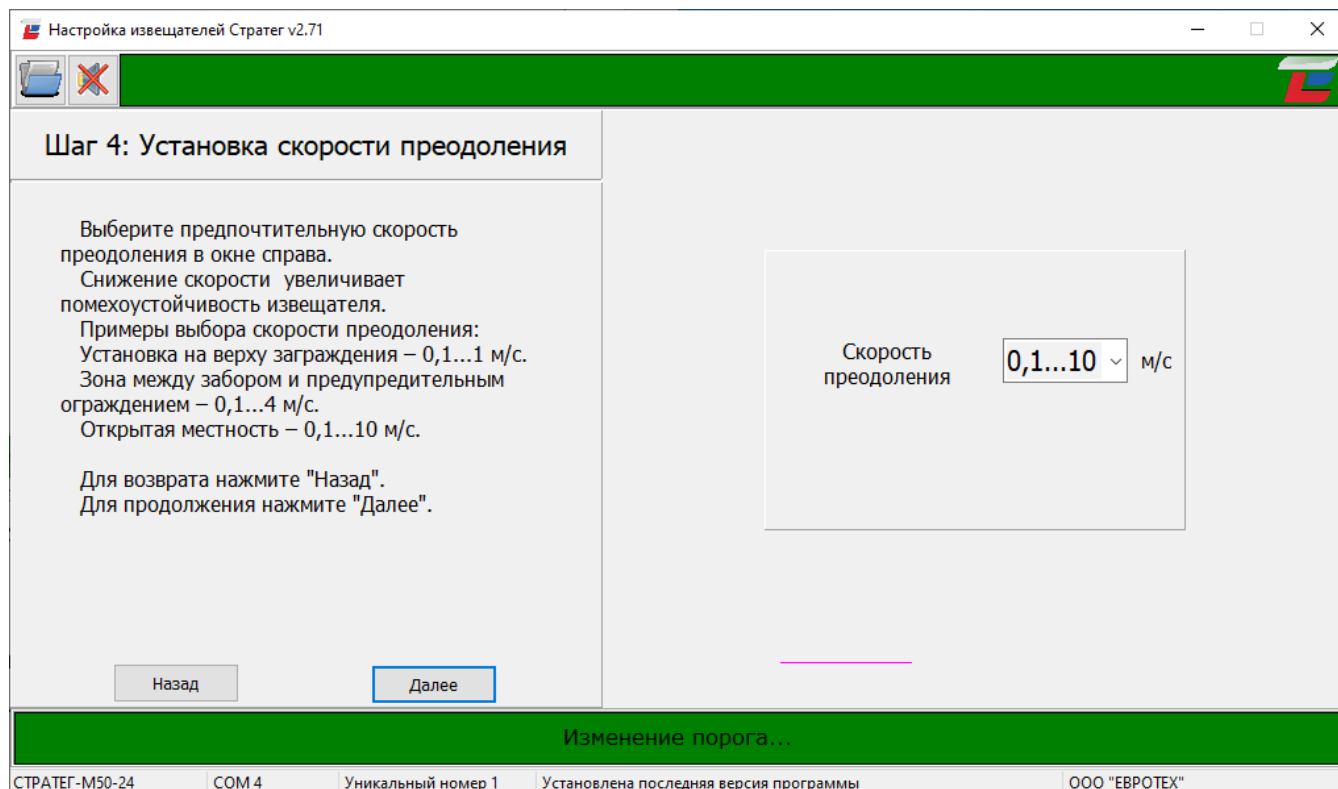 Настройка извещателей Стратег v2.71
Шаг 4: Установка скорости преодоления
Выберите предпочтительную скорость
преодоления в окне справа.
Снижение скорости увеличивает
помехоустойчивость извещателя.
Примеры выбора скорости преодоления:
Установка на верху заграждения – 0,1...1 м/с.
Зона между забором и предупредительным
ограждением – 0,1...4 м/с.
Открытая местность – 0,1...10 м/с.
Для возврата нажмите "Назад".
Для продолжения нажмите "Далее".
Назад
Далее
Скорость
преодоления
0,1...10
м/с
Изменение порога...
СТРАТЕГ-М50-24
COM 4
Уникальный номер 1
Установлена последняя версия программы
ООО "ЕВРОТЕХ"